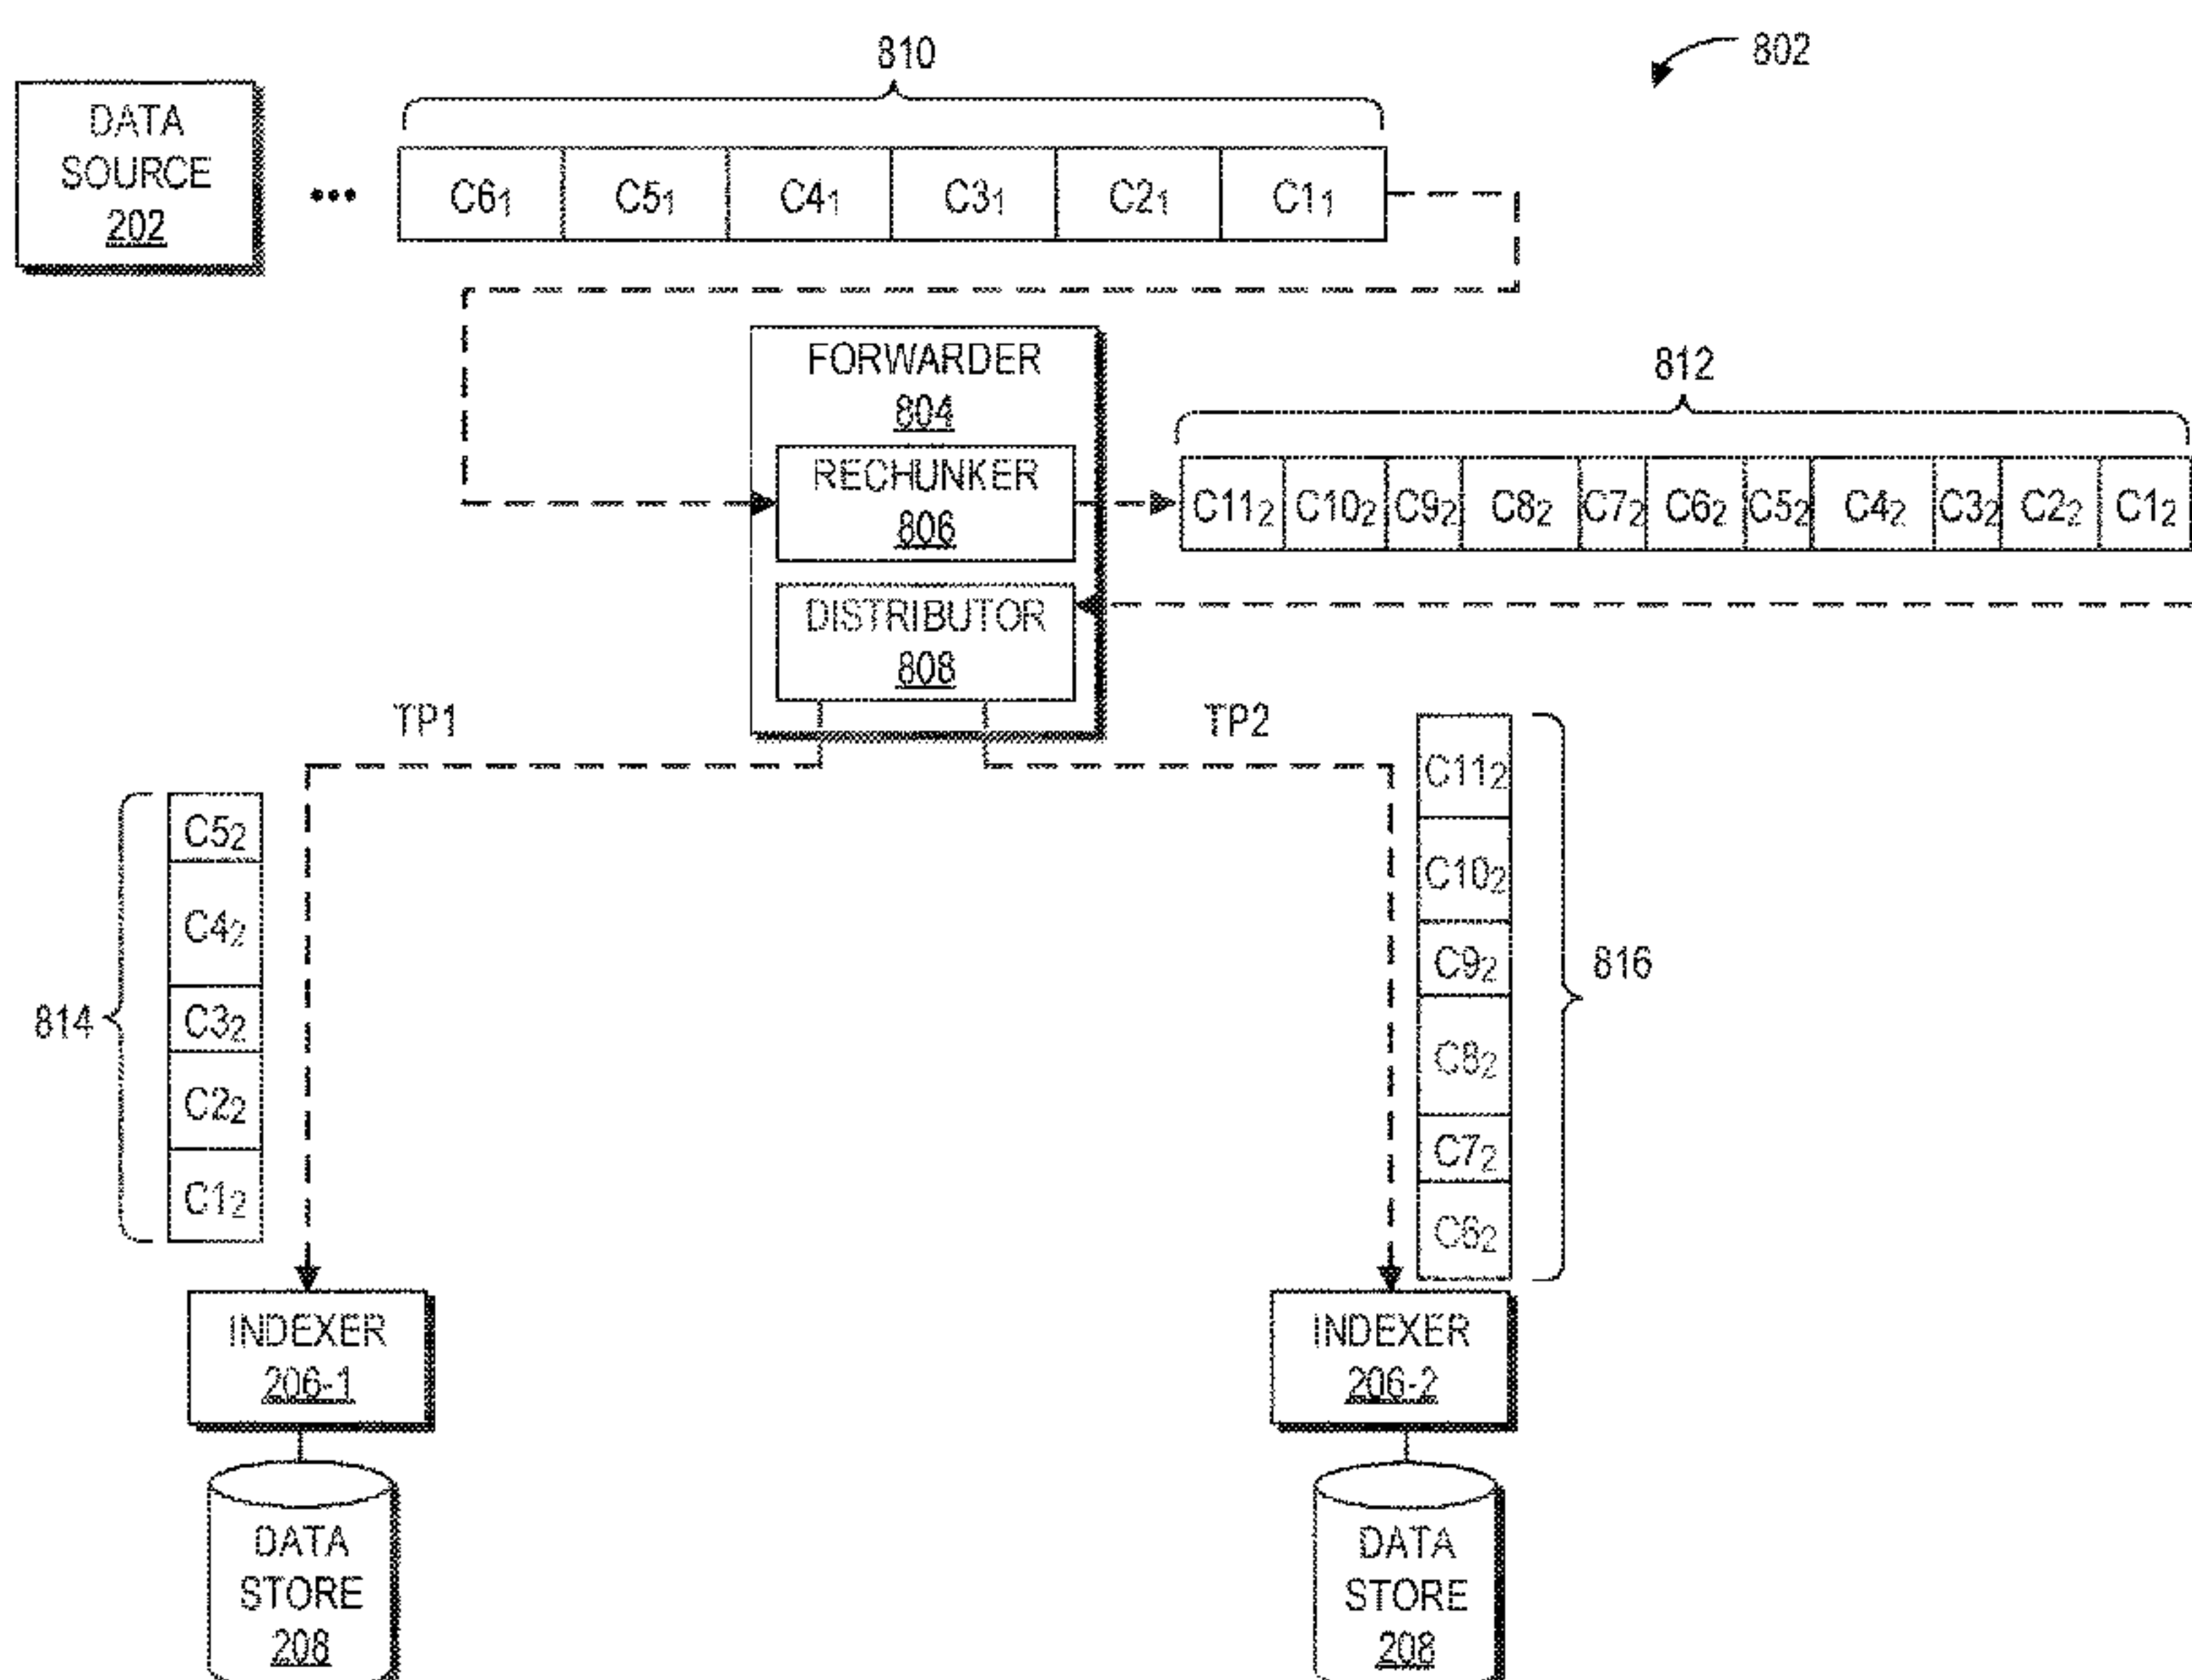 810
802
DATA
SOURCE
202
•••
C6₁ C5₁ C4₁ C3₁ C2₁ C1₁
FORWARDER
804
812
RECHUNKER
806
C11₂ C10₂ C9₂ C8₂ C7₂ C6₂ C5₂ C4₂ C3₂ C2₂ C1₂
DISTRIBUTOR
808
TP1
TP2
814
C5₂
C4₂
C3₂
C2₂
C1₂
C11₂
C10₂
C9₂
C8₂
C7₂
C6₂
816
INDEXER
206-1
INDEXER
206-2
DATA
STORE
208
DATA
STORE
208